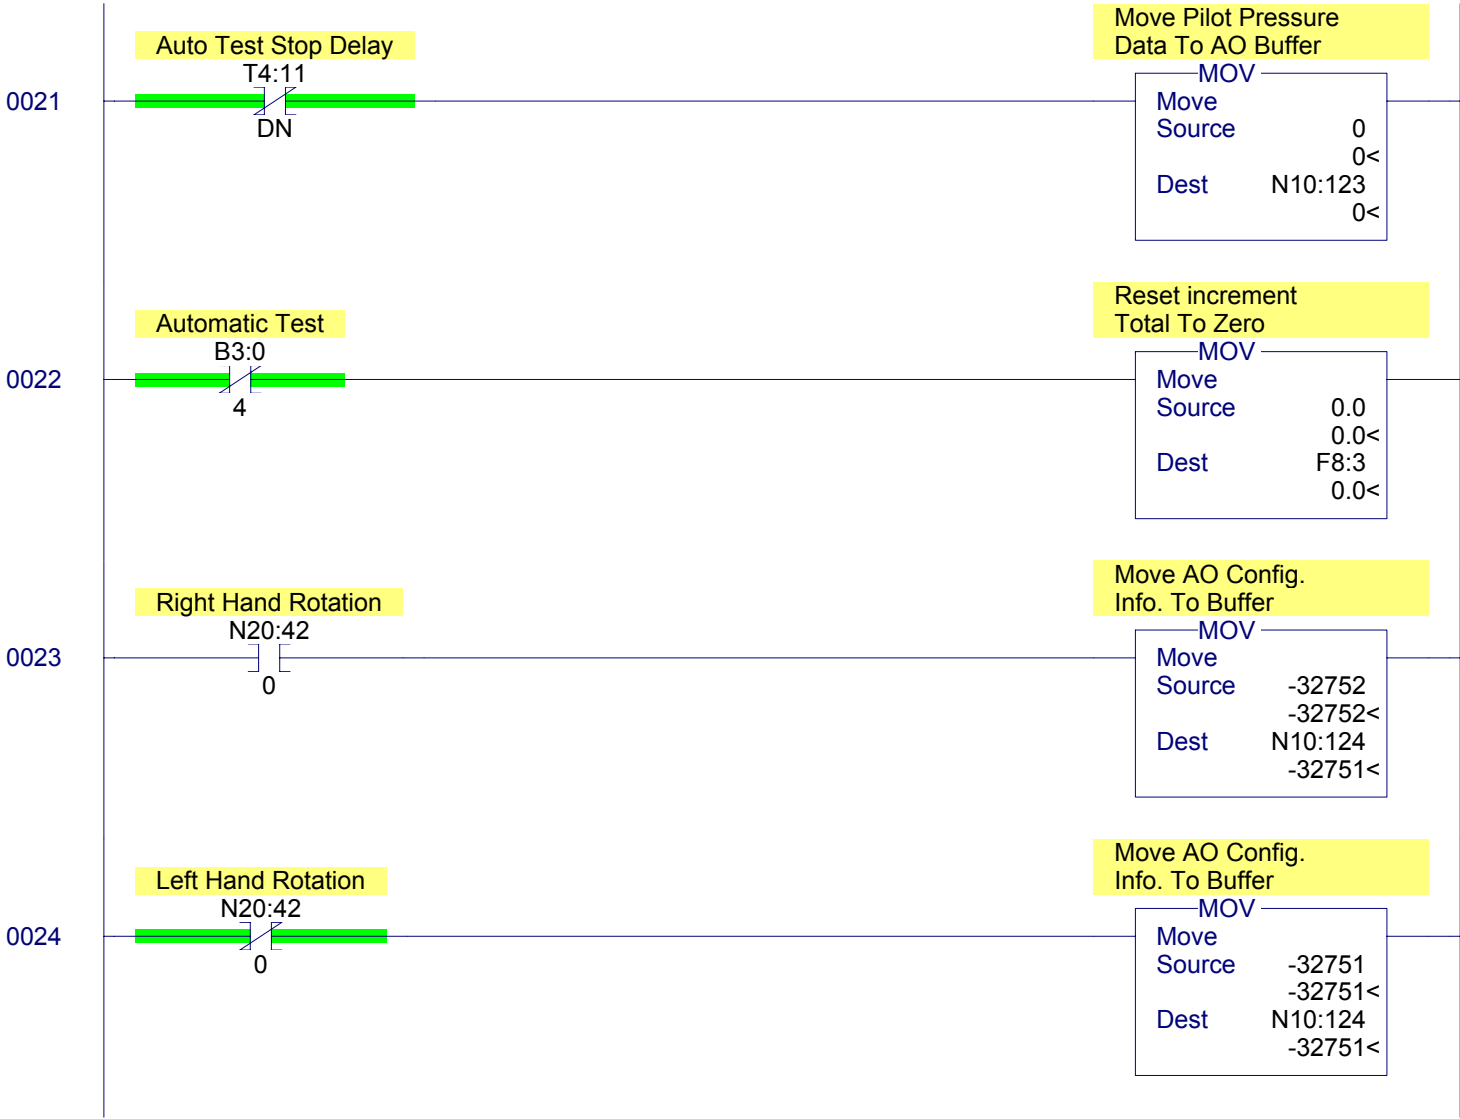 Auto Test Stop Delay
T4:11
DN
0021
Move Pilot Pressure
Data To AO Buffer
MOV
Move
Source 0
0<
Dest N10:123
0<
Automatic Test
B3:0
4
0022
Reset increment
Total To Zero
MOV
Move
Source 0.0
0.0<
Dest F8:3
0.0<
Right Hand Rotation
N20:42
0
0023
Move AO Config.
Info. To Buffer
MOV
Move
Source -32752
-32752<
Dest N10:124
-32751<
Left Hand Rotation
N20:42
0
0024
Move AO Config.
Info. To Buffer
MOV
Move
Source -32751
-32751<
Dest N10:124
-32751<